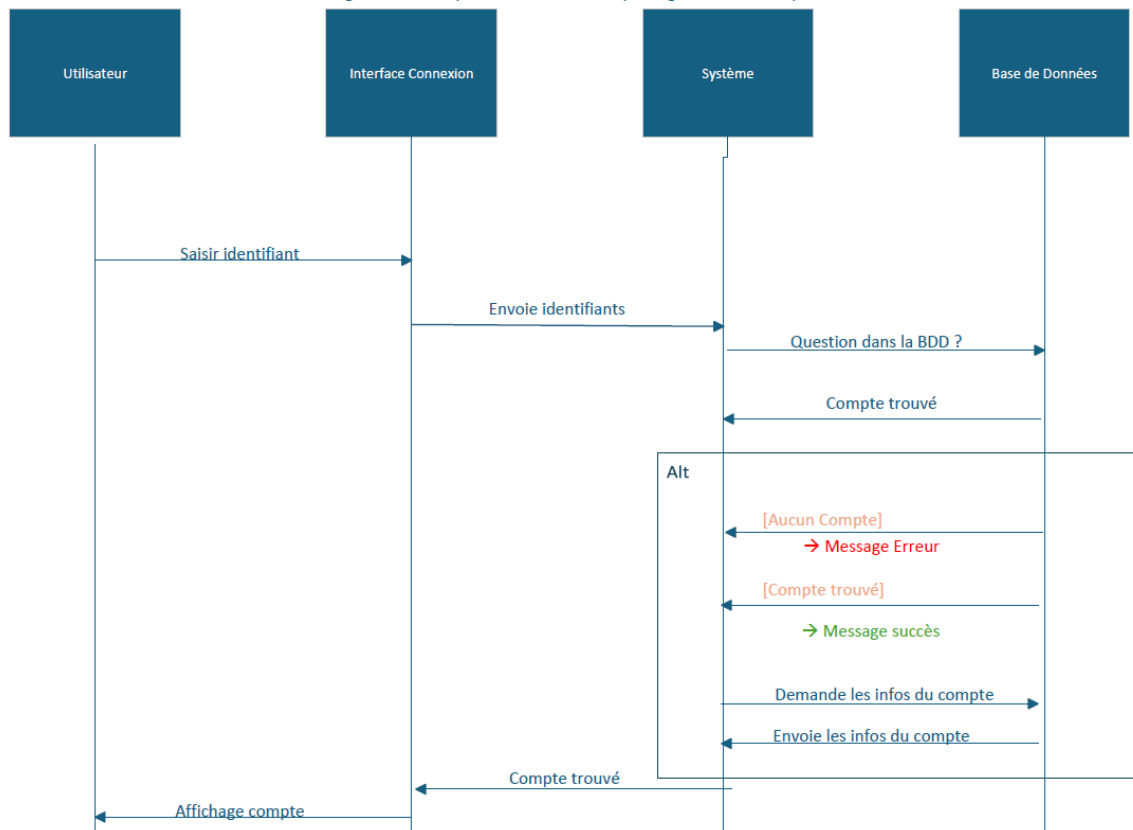 Utilisateur
Interface Connexion
Système
Base de Données
Saisir identifiant
Envoie identifiants
Question dans la BDD ?
Compte trouvé
Alt
[Aucun Compte]
→ Message Erreur
[Compte trouvé]
→ Message succès
Demande les infos du compte
Envoie les infos du compte
Compte trouvé
Affichage compte